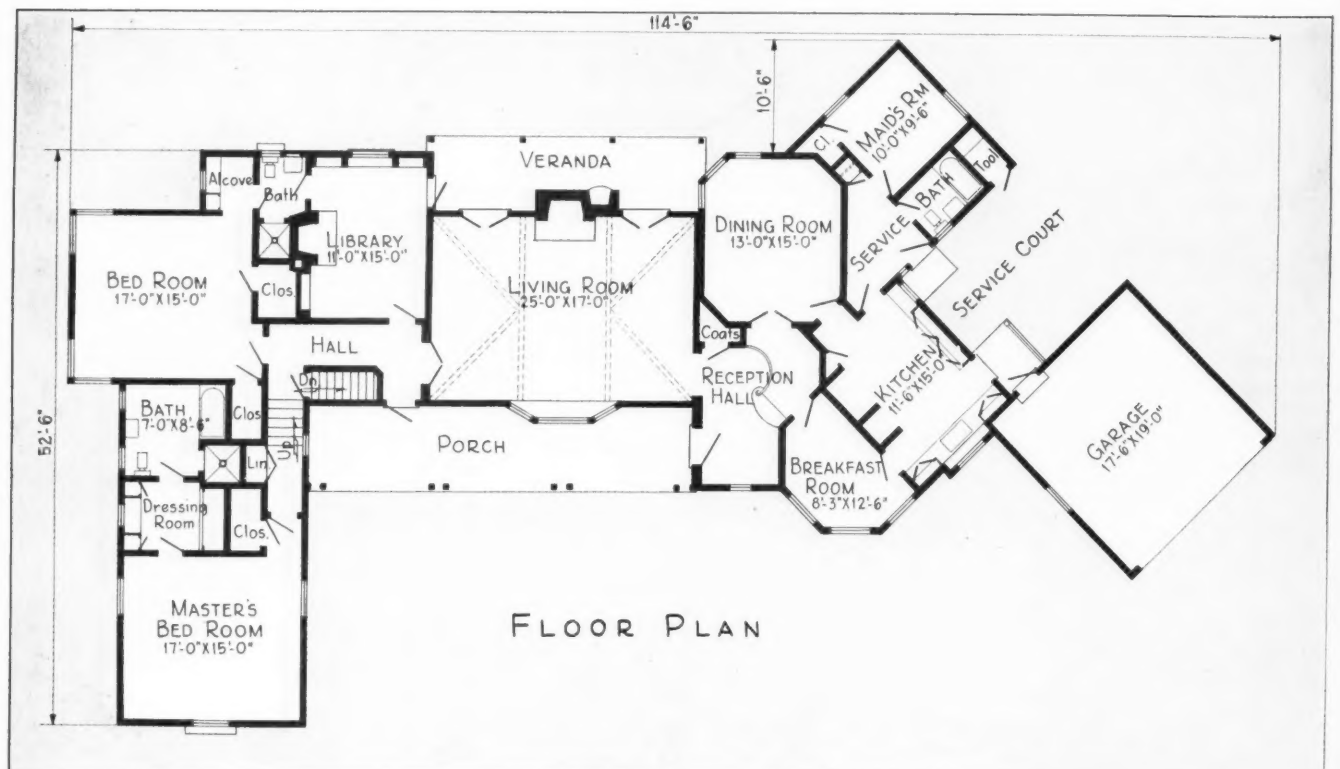 114'-6"
10'-6"
52'-6"
VERANDA
Cl.
MAID'S RM
10'-0"X9'-6"
Tool
BATH
Alcove
Bath
LIBRARY
11'-0"X15'-0"
DINING ROOM
13'-0"X15'-0"
SERVICE
SERVICE COURT
BED ROOM
17'-0"X15'-0"
Clos.
LIVING ROOM
25'-0"X17'-0"
Coats
HALL
RECEPTION
HALL
KITCHEN
11'-6"X15'-0"
Dn
BATH
7'-0"X8'-6"
Clos
Up
PORCH
Lin
BREAKFAST
ROOM
8'-3"X12'-6"
GARAGE
17'-6"X19'-0"
Dressing
Room
Clos.
MASTER'S
BED ROOM
17'-0"X15'-0"
FLOOR PLAN